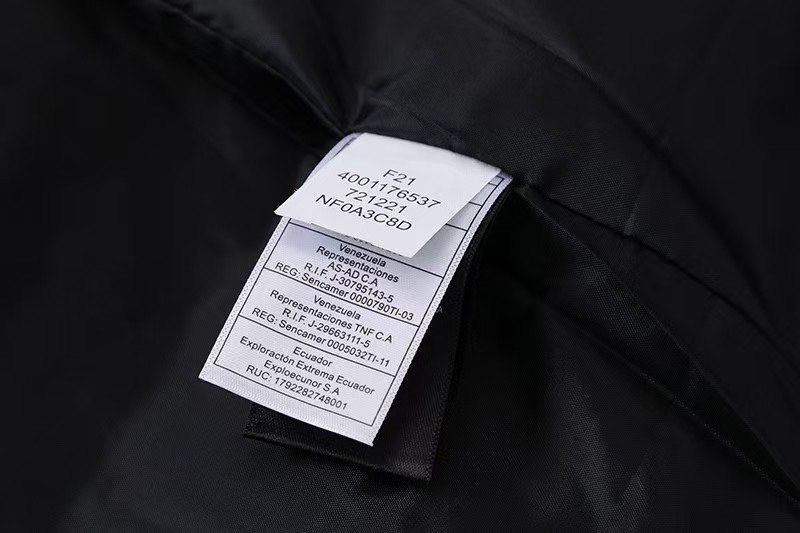 F21
4001176537
721221
NF0A3C8D
Venezuela
Representaciones
AS-AD C.A
R.I.F. J-30795143-5
REG: Sencamer 0000790TI-03
Venezuela
Representaciones TNF C.A
R.I.F. J-29663111-5
REG: Sencamer 0005032TI-11
Ecuador
Exploración Extrema Ecuador
Exploecunor S.A
RUC: 1792282748001